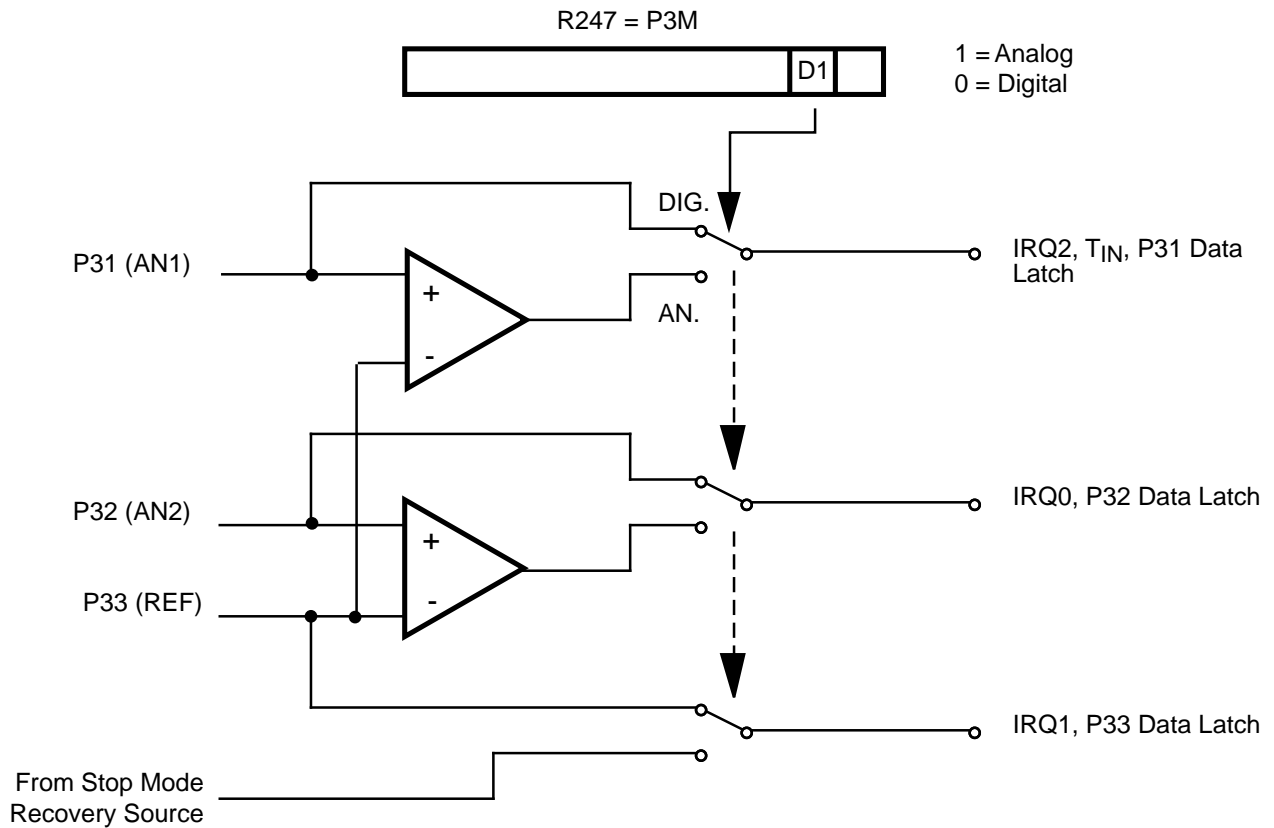 R247 = P3M
D1
1 = Analog
0 = Digital
DIG.
P31 (AN1)
+
-
AN.
IRQ2, TIN, P31 Data
Latch
P32 (AN2)
+
-
IRQ0, P32 Data Latch
P33 (REF)
IRQ1, P33 Data Latch
From Stop Mode
Recovery Source